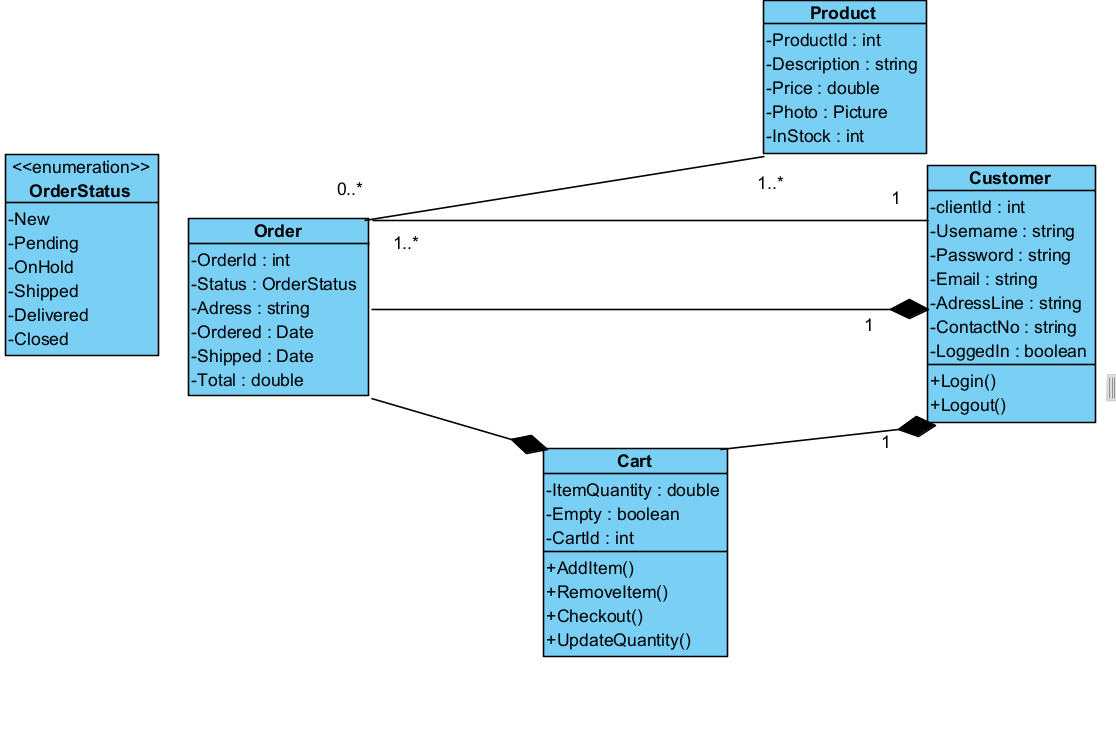 Product
-ProductId : int
-Description : string
-Price : double
-Photo : Picture
-InStock : int
<<enumeration>>
OrderStatus
-New
-Pending
-OnHold
-Shipped
-Delivered
-Closed
0..*
1..*
1
1..*
Order
-OrderId : int
-Status : OrderStatus
-Adress : string
-Ordered : Date
-Shipped : Date
-Total : double
Customer
-clientId : int
-Username : string
-Password : string
-Email : string
-AdressLine : string
-ContactNo : string
-LoggedIn : boolean
+Login()
+Logout()
1
1
Cart
-ItemQuantity : double
-Empty : boolean
-CartId : int
+AddItem()
+RemoveItem()
+Checkout()
+UpdateQuantity()